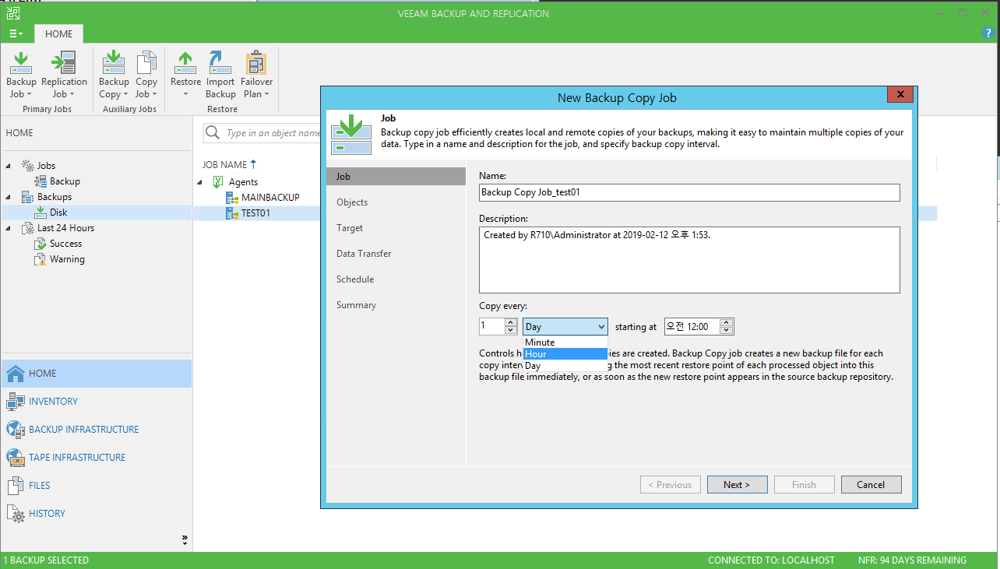 VEEAM BACKUP AND REPLICATION
HOME
Backup Job
Replication Job
Backup Copy
Copy Job
Restore
Import Backup
Failover Plan
Primary Jobs
Auxiliary Jobs
Restore
HOME
Jobs
Backup
Backups
Disk
Last 24 Hours
Success
Warning
HOME
INVENTORY
BACKUP INFRASTRUCTURE
TAPE INFRASTRUCTURE
FILES
HISTORY
Type in an object name
JOB NAME
Agents
MAINBACKUP
TEST01
New Backup Copy Job
x
Job
Backup copy job efficiently creates local and remote copies of your backups, making it easy to maintain multiple copies of your
data. Type in a name and description for the job, and specify backup copy interval.
Job
Objects
Target
Data Transfer
Schedule
Summary
Name:
Backup Copy Job_test01
Description:
Created by R710\Administrator at 2019-02-12 오후 1:53.
Copy every:
1 Day starting at 오전 12:00
Minute
Hour
Day
Controls h ies are created. Backup Copy job creates a new backup file for each
copy inter g the most recent restore point of each processed object into this
backup file immediately, or as soon as the new restore point appears in the source backup repository.
< Previous
Next >
Finish
Cancel
1 BACKUP SELECTED
CONNECTED TO: LOCALHOST
NFR: 94 DAYS REMAINING